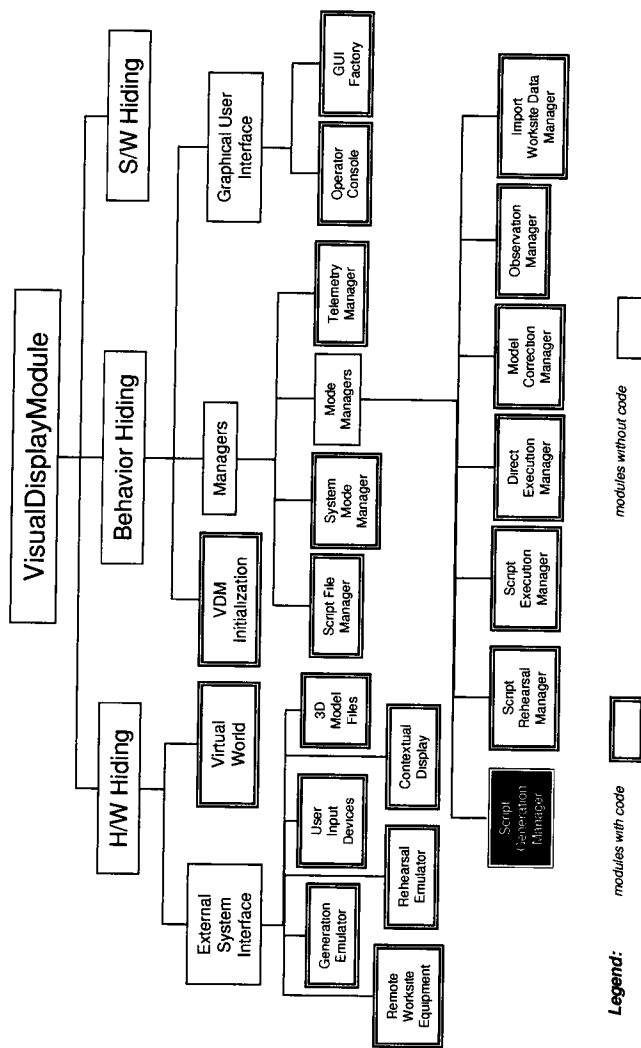 VisualDisplayModule
H/W Hiding
Behavior Hiding
S/W Hiding
External
System
Interface
Virtual
World
VDM
Initialization
Managers
Graphical User
Interface
Generation
Emulator
User
Input
Devices
3D
Model
Files
Remote
Worksite
Equipment
Rehearsal
Emulator
Contextual
Display
Script File
Manager
System
Mode
Manager
Mode
Managers
Telemetry
Manager
Operator
Console
GUI
Factory
Script
Generation
Manager
Script
Rehearsal
Manager
Script
Execution
Manager
Direct
Execution
Manager
Model
Correction
Manager
Observation
Manager
Import
Worksite Data
Manager
Legend:
modules with code
modules without code